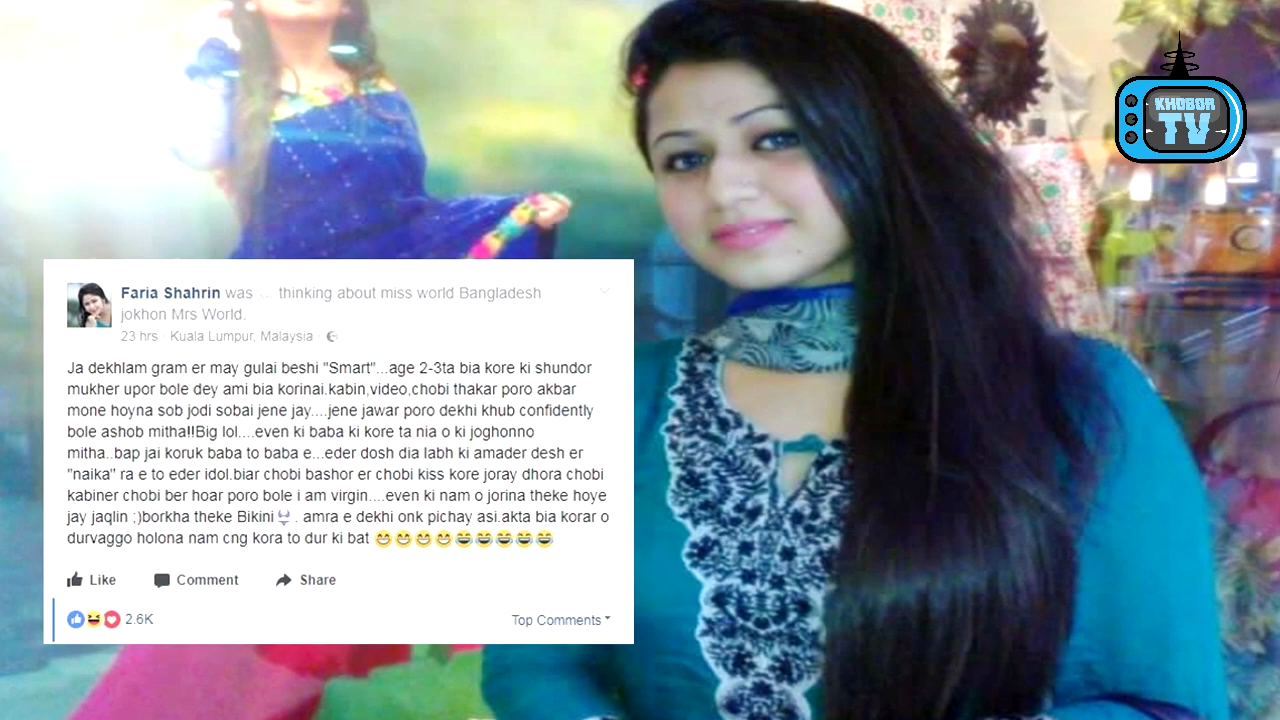 KHOBOR
TV
Faria Shahrin was ... thinking about miss world Bangladesh
jokhon Mrs World.
23 hrs · Kuala Lumpur, Malaysia ·
Ja dekhlam gram er may gulai beshi "Smart"...age 2-3ta bia kore ki shundor
mukher upor bole dey ami bia korinai.kabin,video,chobi thakar poro akbar
mone hoyna sob jodi sobai jene jay....jene jawar poro dekhi khub confidently
bole ashob mitha!!Big lol....even ki baba ki kore ta nia o ki joghonno
mitha..bap jai koruk baba to baba e...eder dosh dia labh ki amader desh er
"naika" ra e to eder idol.biar chobi bashor er chobi kiss kore joray dhora chobi
kabiner chobi ber hoar poro bole i am virgin....even ki nam o jorina theke hoye
jay jaqlin ;)borkha theke Bikini👙. amra e dekhi onk pichay asi.akta bia korar o
durvaggo holona nam cng kora to dur ki bat 😁😁😁😁😂😂😂😂😂
Like Comment Share
2.6K Top Comments
C